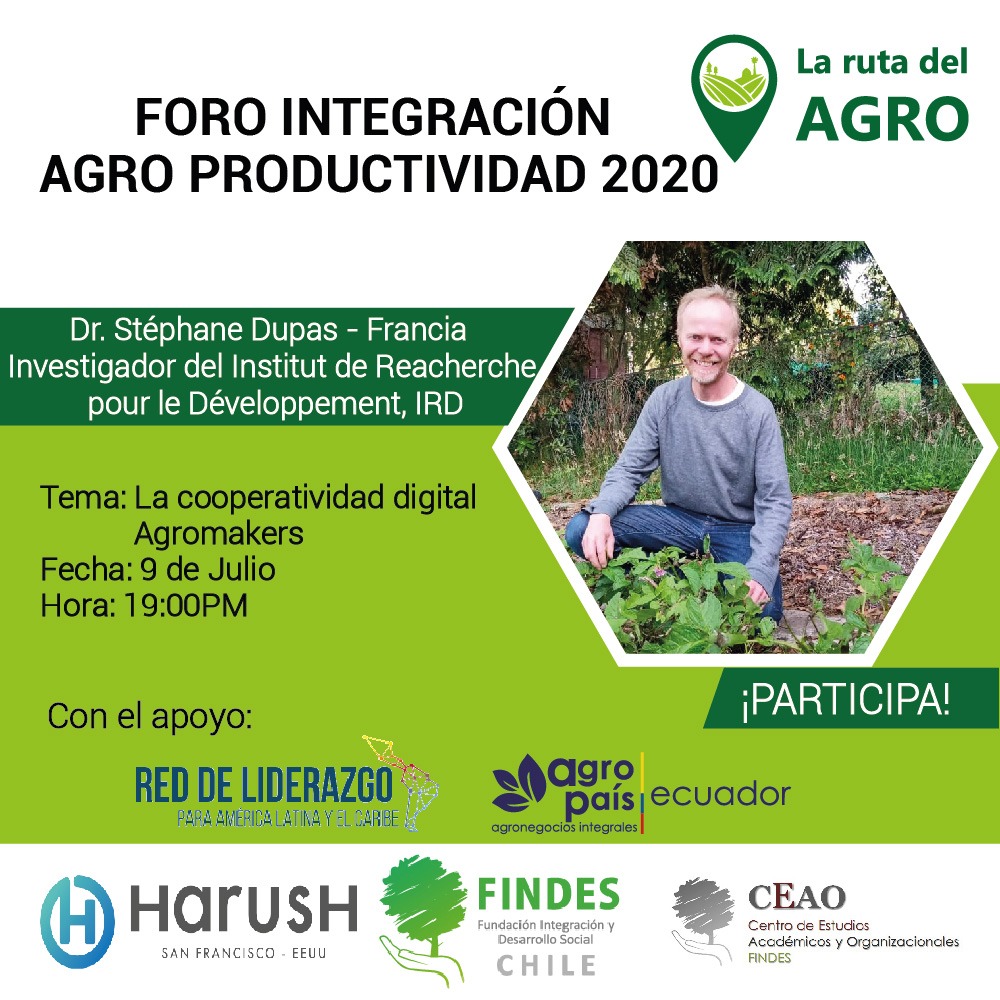 La ruta del
AGRO
FORO INTEGRACIÓN
AGRO PRODUCTIVIDAD 2020
Dr. Stéphane Dupas - Francia
Investigador del Institut de Reacherche
pour le Développement, IRD
Tema: La cooperatividad digital
Agromakers
Fecha: 9 de Julio
Hora: 19:00PM
¡PARTICIPA!
Con el apoyo:
RED DE LIDERAZGO
PARA AMÉRICA LATINA Y EL CARIBE
agro
país
ecuador
agronegocios integrales
HarusH
SAN FRANCISCO - EEUU
FINDES
Fundación Integración y
Desarrollo Social
CHILE
CEAO
Centro de Estudios
Académicos y Organizacionales
FINDES